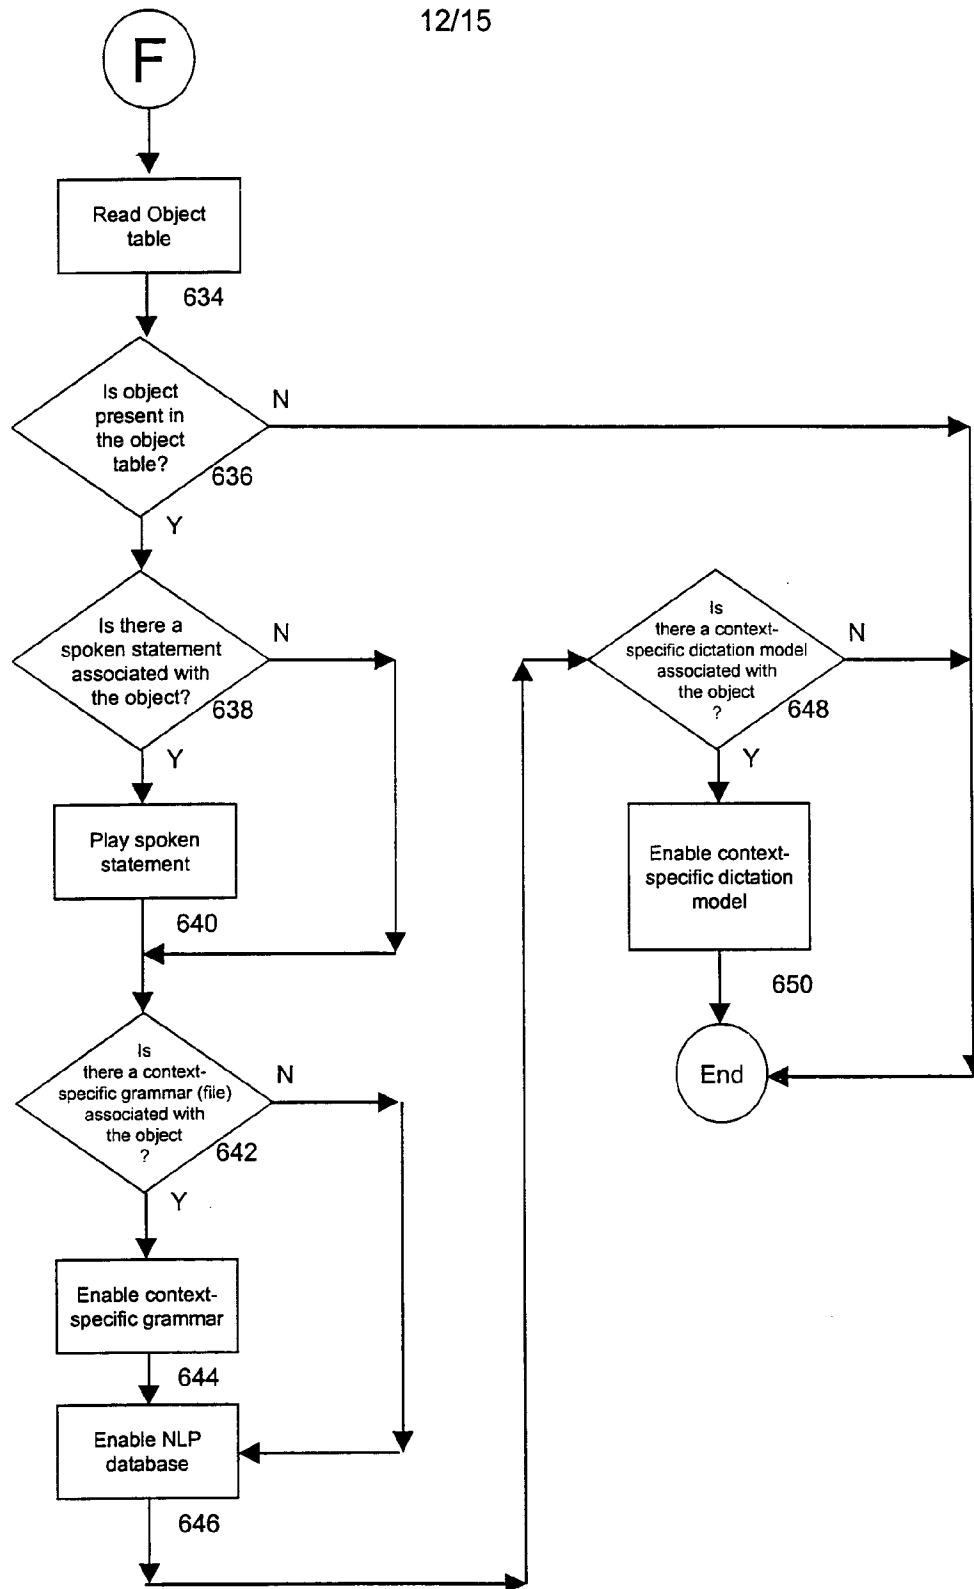 12/15
F
Read Object
table
634
Is object
present in
the object
table?
N
636
Y
Is there a
spoken statement
associated with
the object?
N
638
Y
Play spoken
statement
640
Is
there a context-
specific grammar (file)
associated with
the object
?
N
642
Y
Enable context-
specific grammar
644
Enable NLP
database
646
Is
there a context-
specific dictation model
associated with
the object
?
N
648
Y
Enable context-
specific dictation
model
650
End